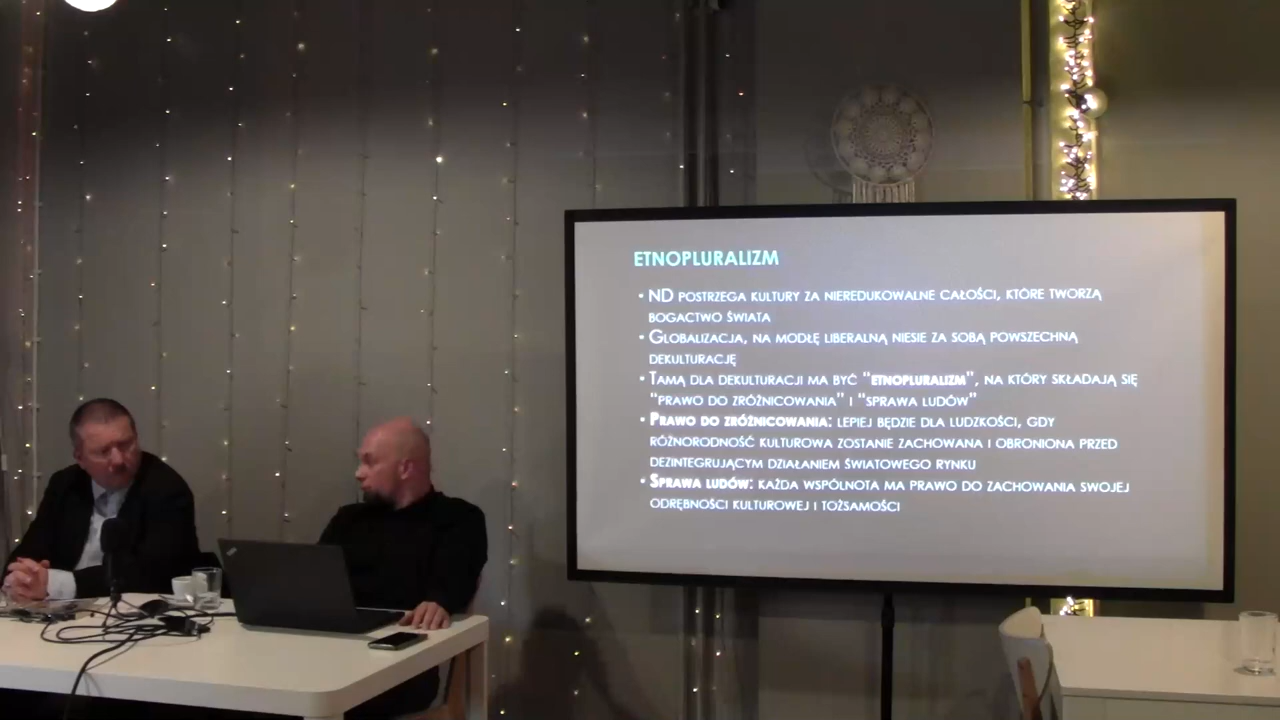 ETNOPLURALIZM
• ND POSTRZEGA KULTURY ZA NIEREDUKOWALNE CAŁOŚCI, KTÓRE TWORZĄ
BOGACTWO ŚWIATA
• GLOBALIZACJA, NA MODŁĘ LIBERALNĄ NIESIE ZA SOBĄ POWSZECHNĄ
DEKULTURACJĘ
• TAMĄ DLA DEKULTURACJI MA BYĆ "ETNOPLURALIZM", NA KTÓRY SKŁADAJĄ SIĘ
"PRAWO DO ZRÓŻNICOWANIA" I "SPRAWA LUDÓW"
• PRAWO DO ZRÓŻNICOWANIA: LEPIEJ BĘDZIE DLA LUDZKOŚCI, GDY
RÓŻNORODNOŚĆ KULTUROWA ZOSTANIE ZACHOWANA I OBRONIONA PRZED
DEZINTEGRUJĄCYM DZIAŁANIEM ŚWIATOWEGO RYNKU
• SPRAWA LUDÓW: KAŻDA WSPÓLNOTA MA PRAWO DO ZACHOWANIA SWOJEJ
ODRĘBNOŚCI KULTUROWEJ I TOŻSAMOŚCI